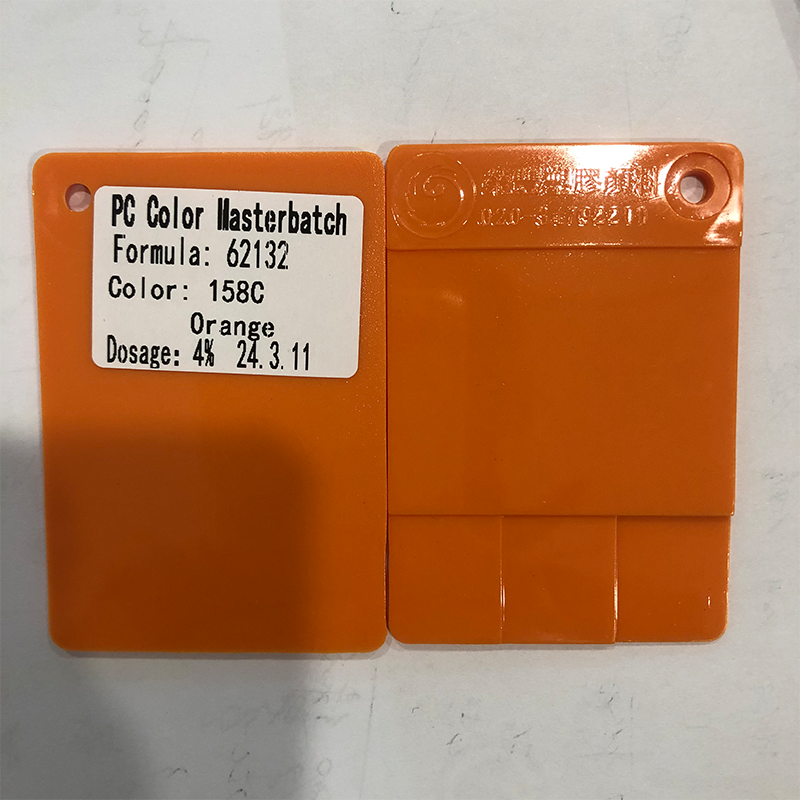 PC Color Masterbatch
Formula: 62132
Color: 158C
Orange
Dosage: 4% 24.3.11